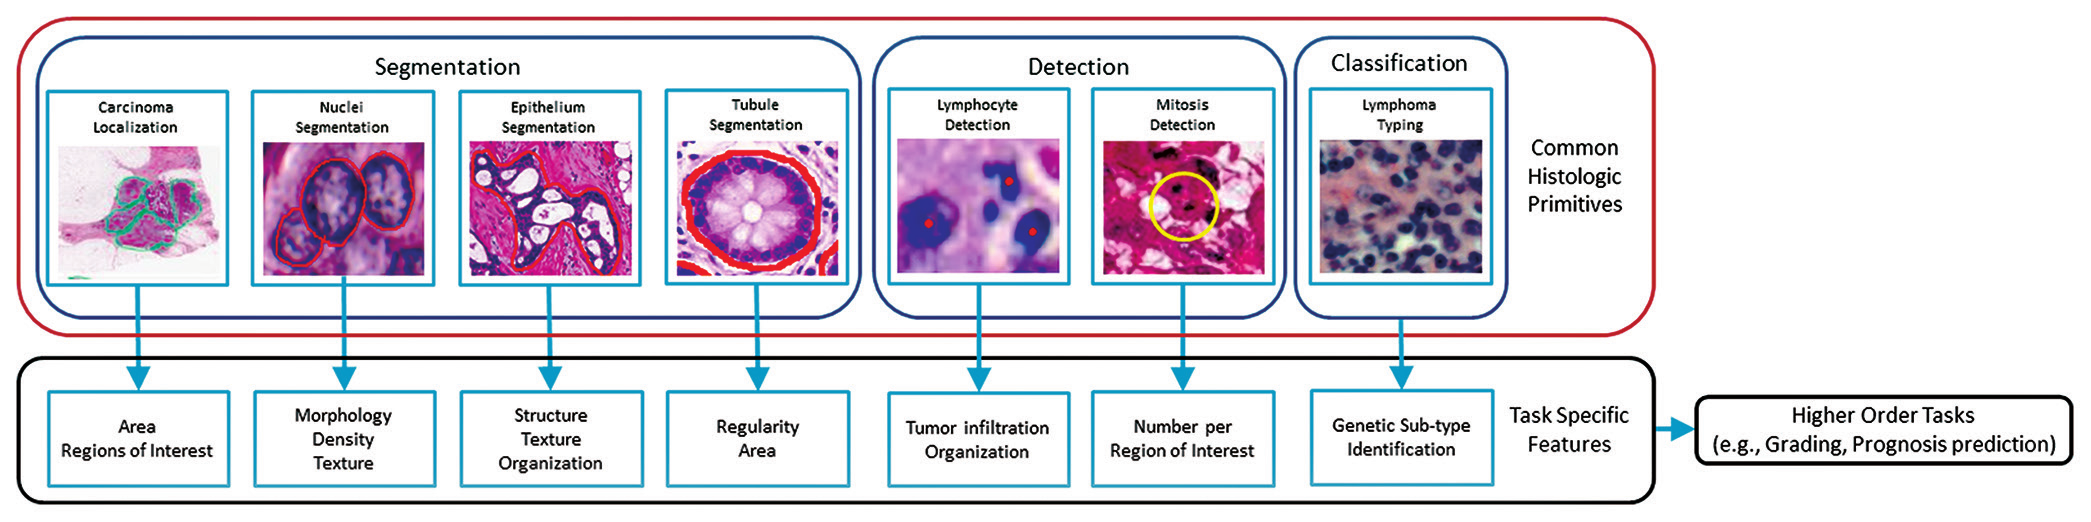 Segmentation
Carcinoma
Localization
Nuclei
Segmentation
Epithelium
Segmentation
Tubule
Segmentation
Detection
Lymphocyte
Detection
Mitosis
Detection
Classification
Lymphoma
Typing
Common
Histologic
Primitives
Area
Regions of Interest
Morphology
Density
Texture
Structure
Texture
Organization
Regularity
Area
Tumor infiltration
Organization
Number per
Region of Interest
Genetic Sub-type
Identification
Task Specific
Features
Higher Order Tasks
(e.g., Grading, Prognosis prediction)